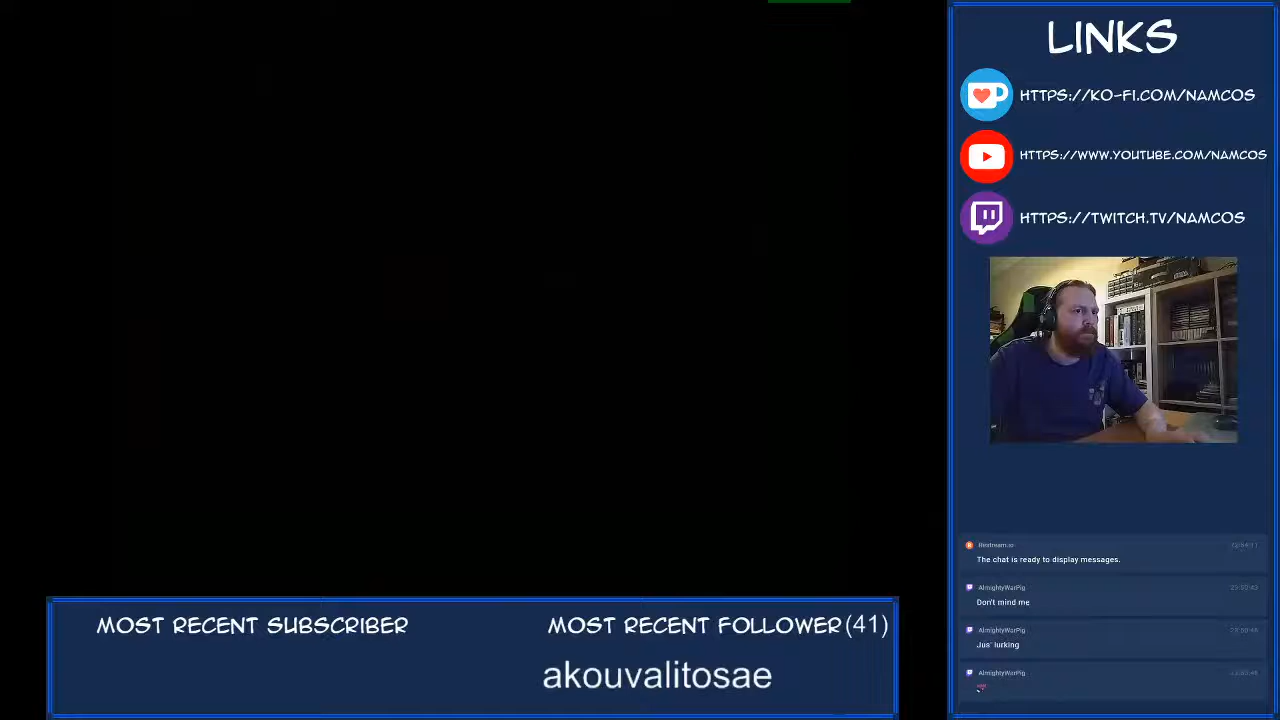 LINKS
HTTPS://KO-FI.COM/NAMCOS
HTTPS://WWW.YOUTUBE.COM/NAMCOS
HTTPS://TWITCH.TV/NAMCOS
Restream.io
The chat is ready to display messages.
AlmightyWarPig
Don't mind me
AlmightyWarPig
Jus' lurking
AlmightyWarPig
MOST RECENT SUBSCRIBER
MOST RECENT FOLLOWER (41)
akouvalitosae